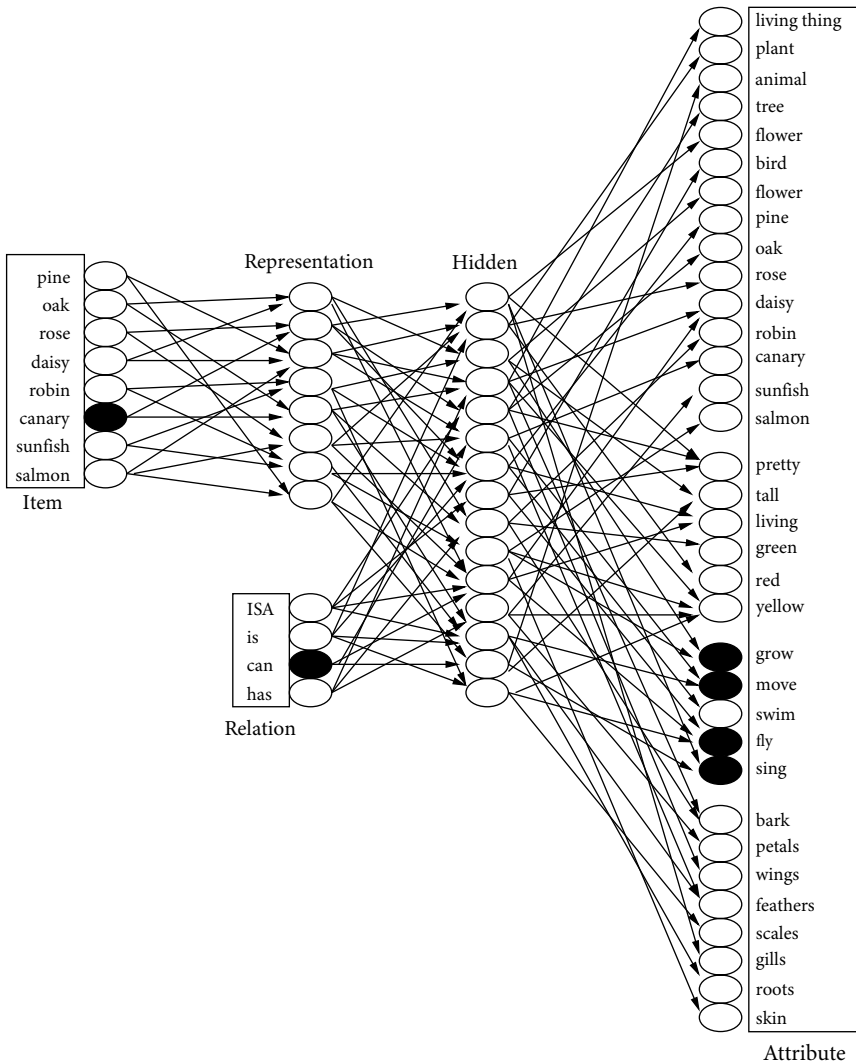 Representation
Hidden
pine
oak
rose
daisy
robin
canary
sunfish
salmon
Item
ISA
is
can
has
Relation
living thing
plant
animal
tree
flower
bird
flower
pine
oak
rose
daisy
robin
canary
sunfish
salmon
pretty
tall
living
green
red
yellow
grow
move
swim
fly
sing
bark
petals
wings
feathers
scales
gills
roots
skin
Attribute